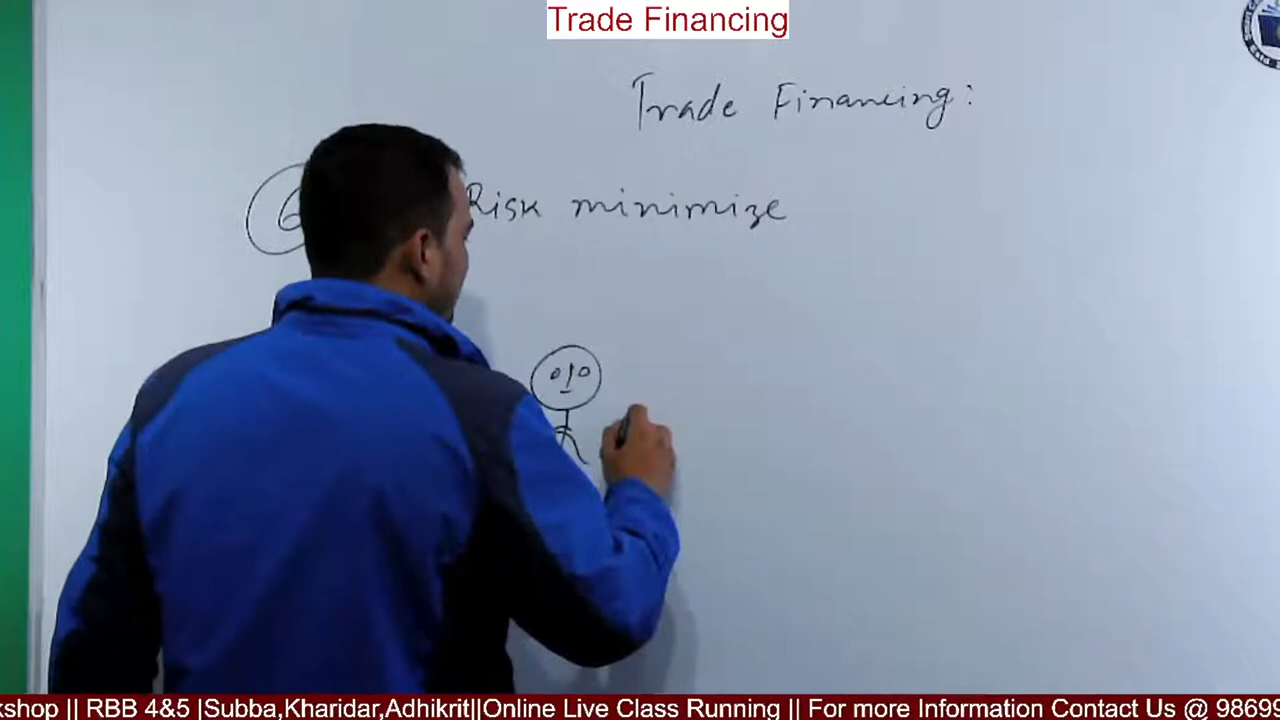 Trade Financing
Trade Financing:
Risk minimize
kshop || RBB 4&5 |Subba,Kharidar,Adhikrit||Online Live Class Running || For more Information Contact Us @ 98695